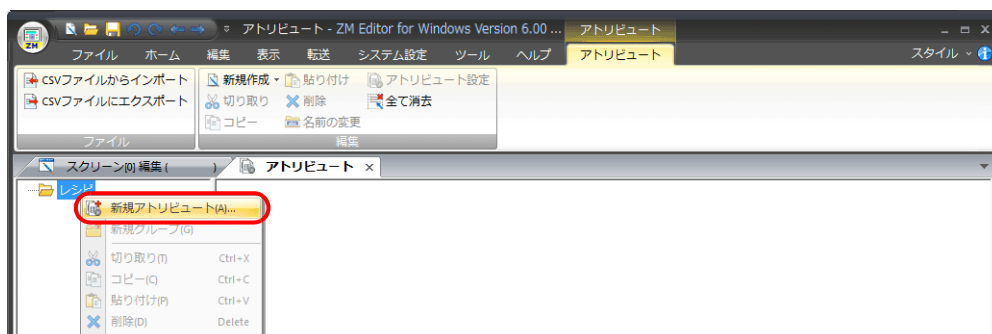 アトリビュート - ZM Editor for Windows Version 6.00 ... アトリビュート
ZM
ファイル ホーム 編集 表示 転送 システム設定 ツール ヘルプ アトリビュート スタイル
CSVファイルからインポート 新規作成 貼り付け アトリビュート設定
CSVファイルにエクスポート 切り取り 削除 全て消去
コピー 名前の変更
ファイル 編集
スクリーン[0] 編集 ( ) アトリビュート ×
レシピ
新規アトリビュート(A)...
新規グループ(G)
切り取り(T) Ctrl+X
コピー(C) Ctrl+C
貼り付け(P) Ctrl+V
削除(D) Delete